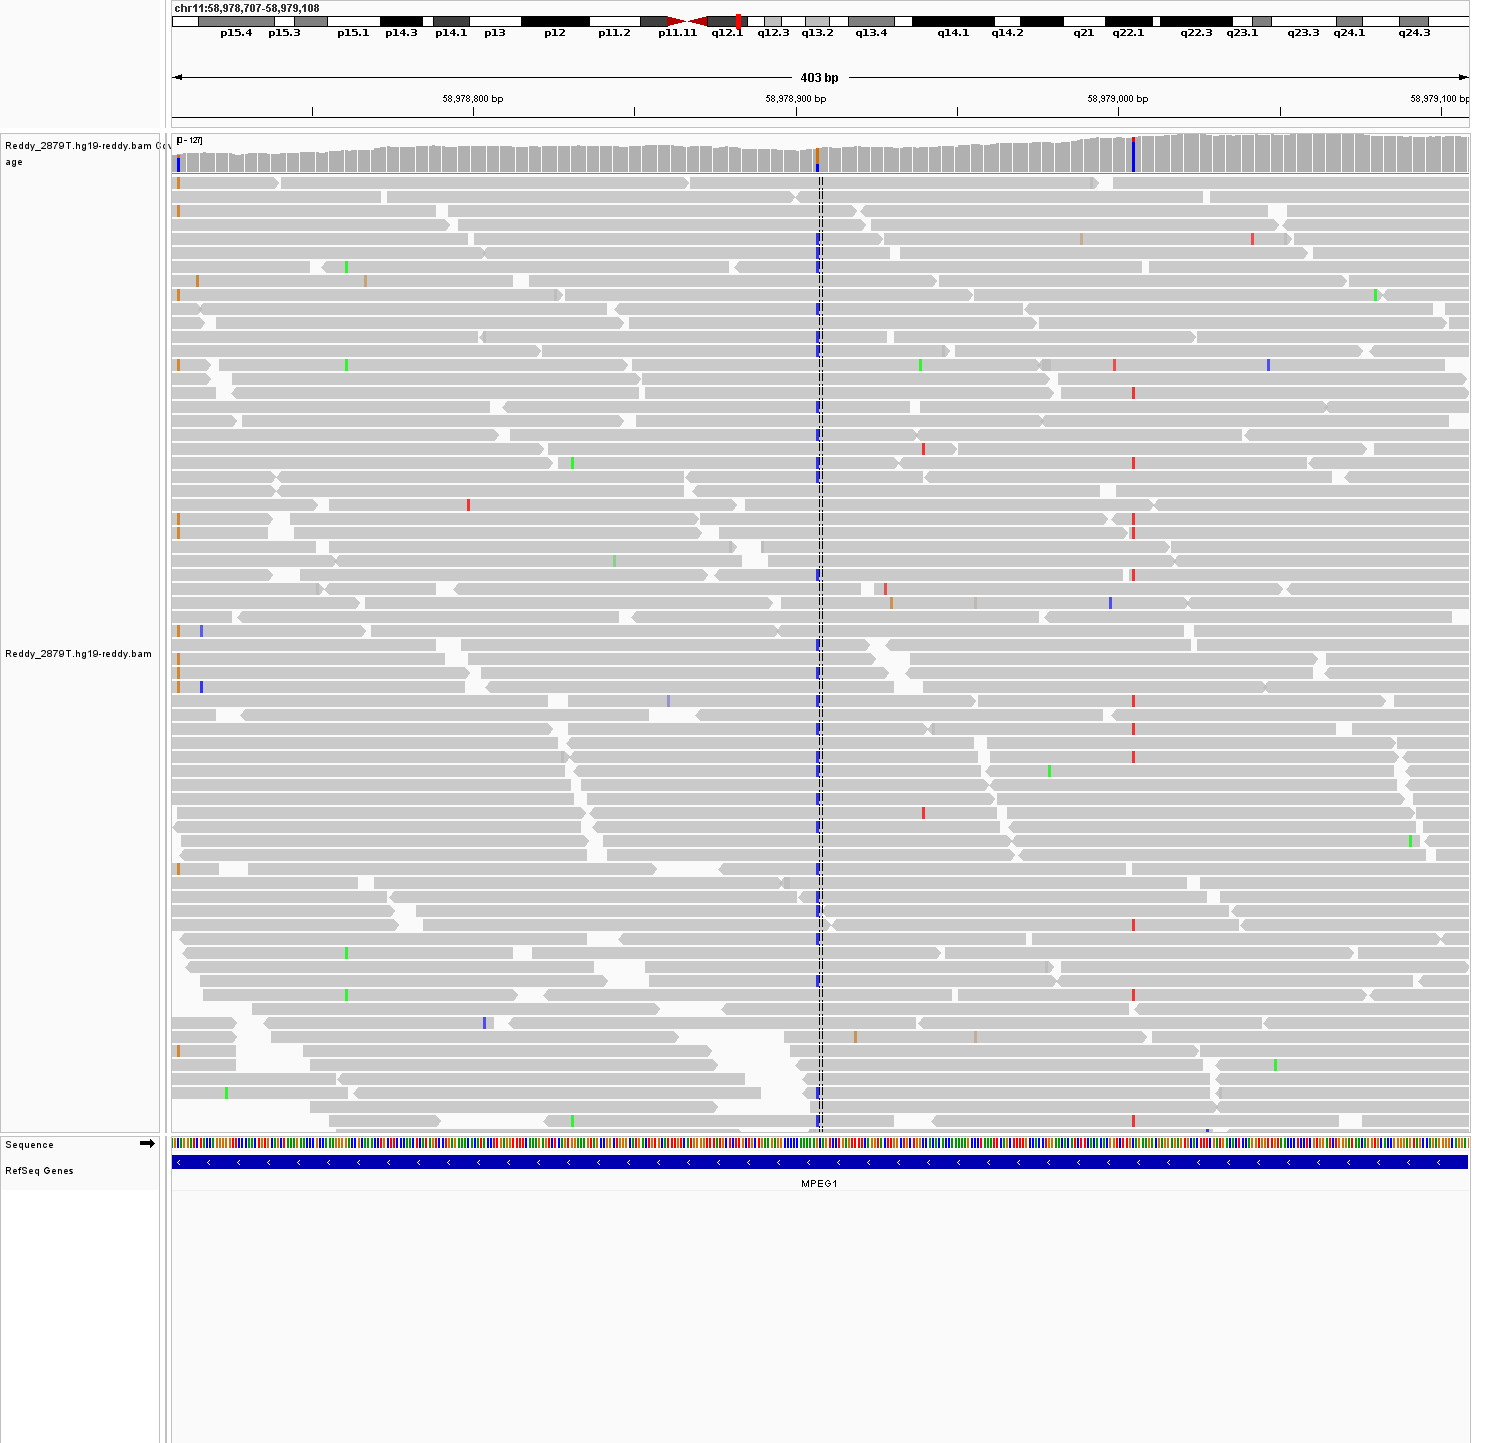 chr11:58,978,707-58,979,108
p15.4 p15.3 p15.1 p14.3 p14.1 p13 p12 p11.2 p11.11 q12.1 q12.3 q13.2 q13.4 q14.1 q14.2 q21 q22.1 q22.3 q23.1 q23.3 q24.1 q24.3
403 bp
58,978,800 bp 58,978,900 bp 59,979,000 bp 58,979,100 bp
Reddy_2879T.hg19-reddy.bam Cov
age
[0 - 127]
Reddy_2879T.hg19-reddy.bam
Sequence
RefSeq Genes
MPEG1